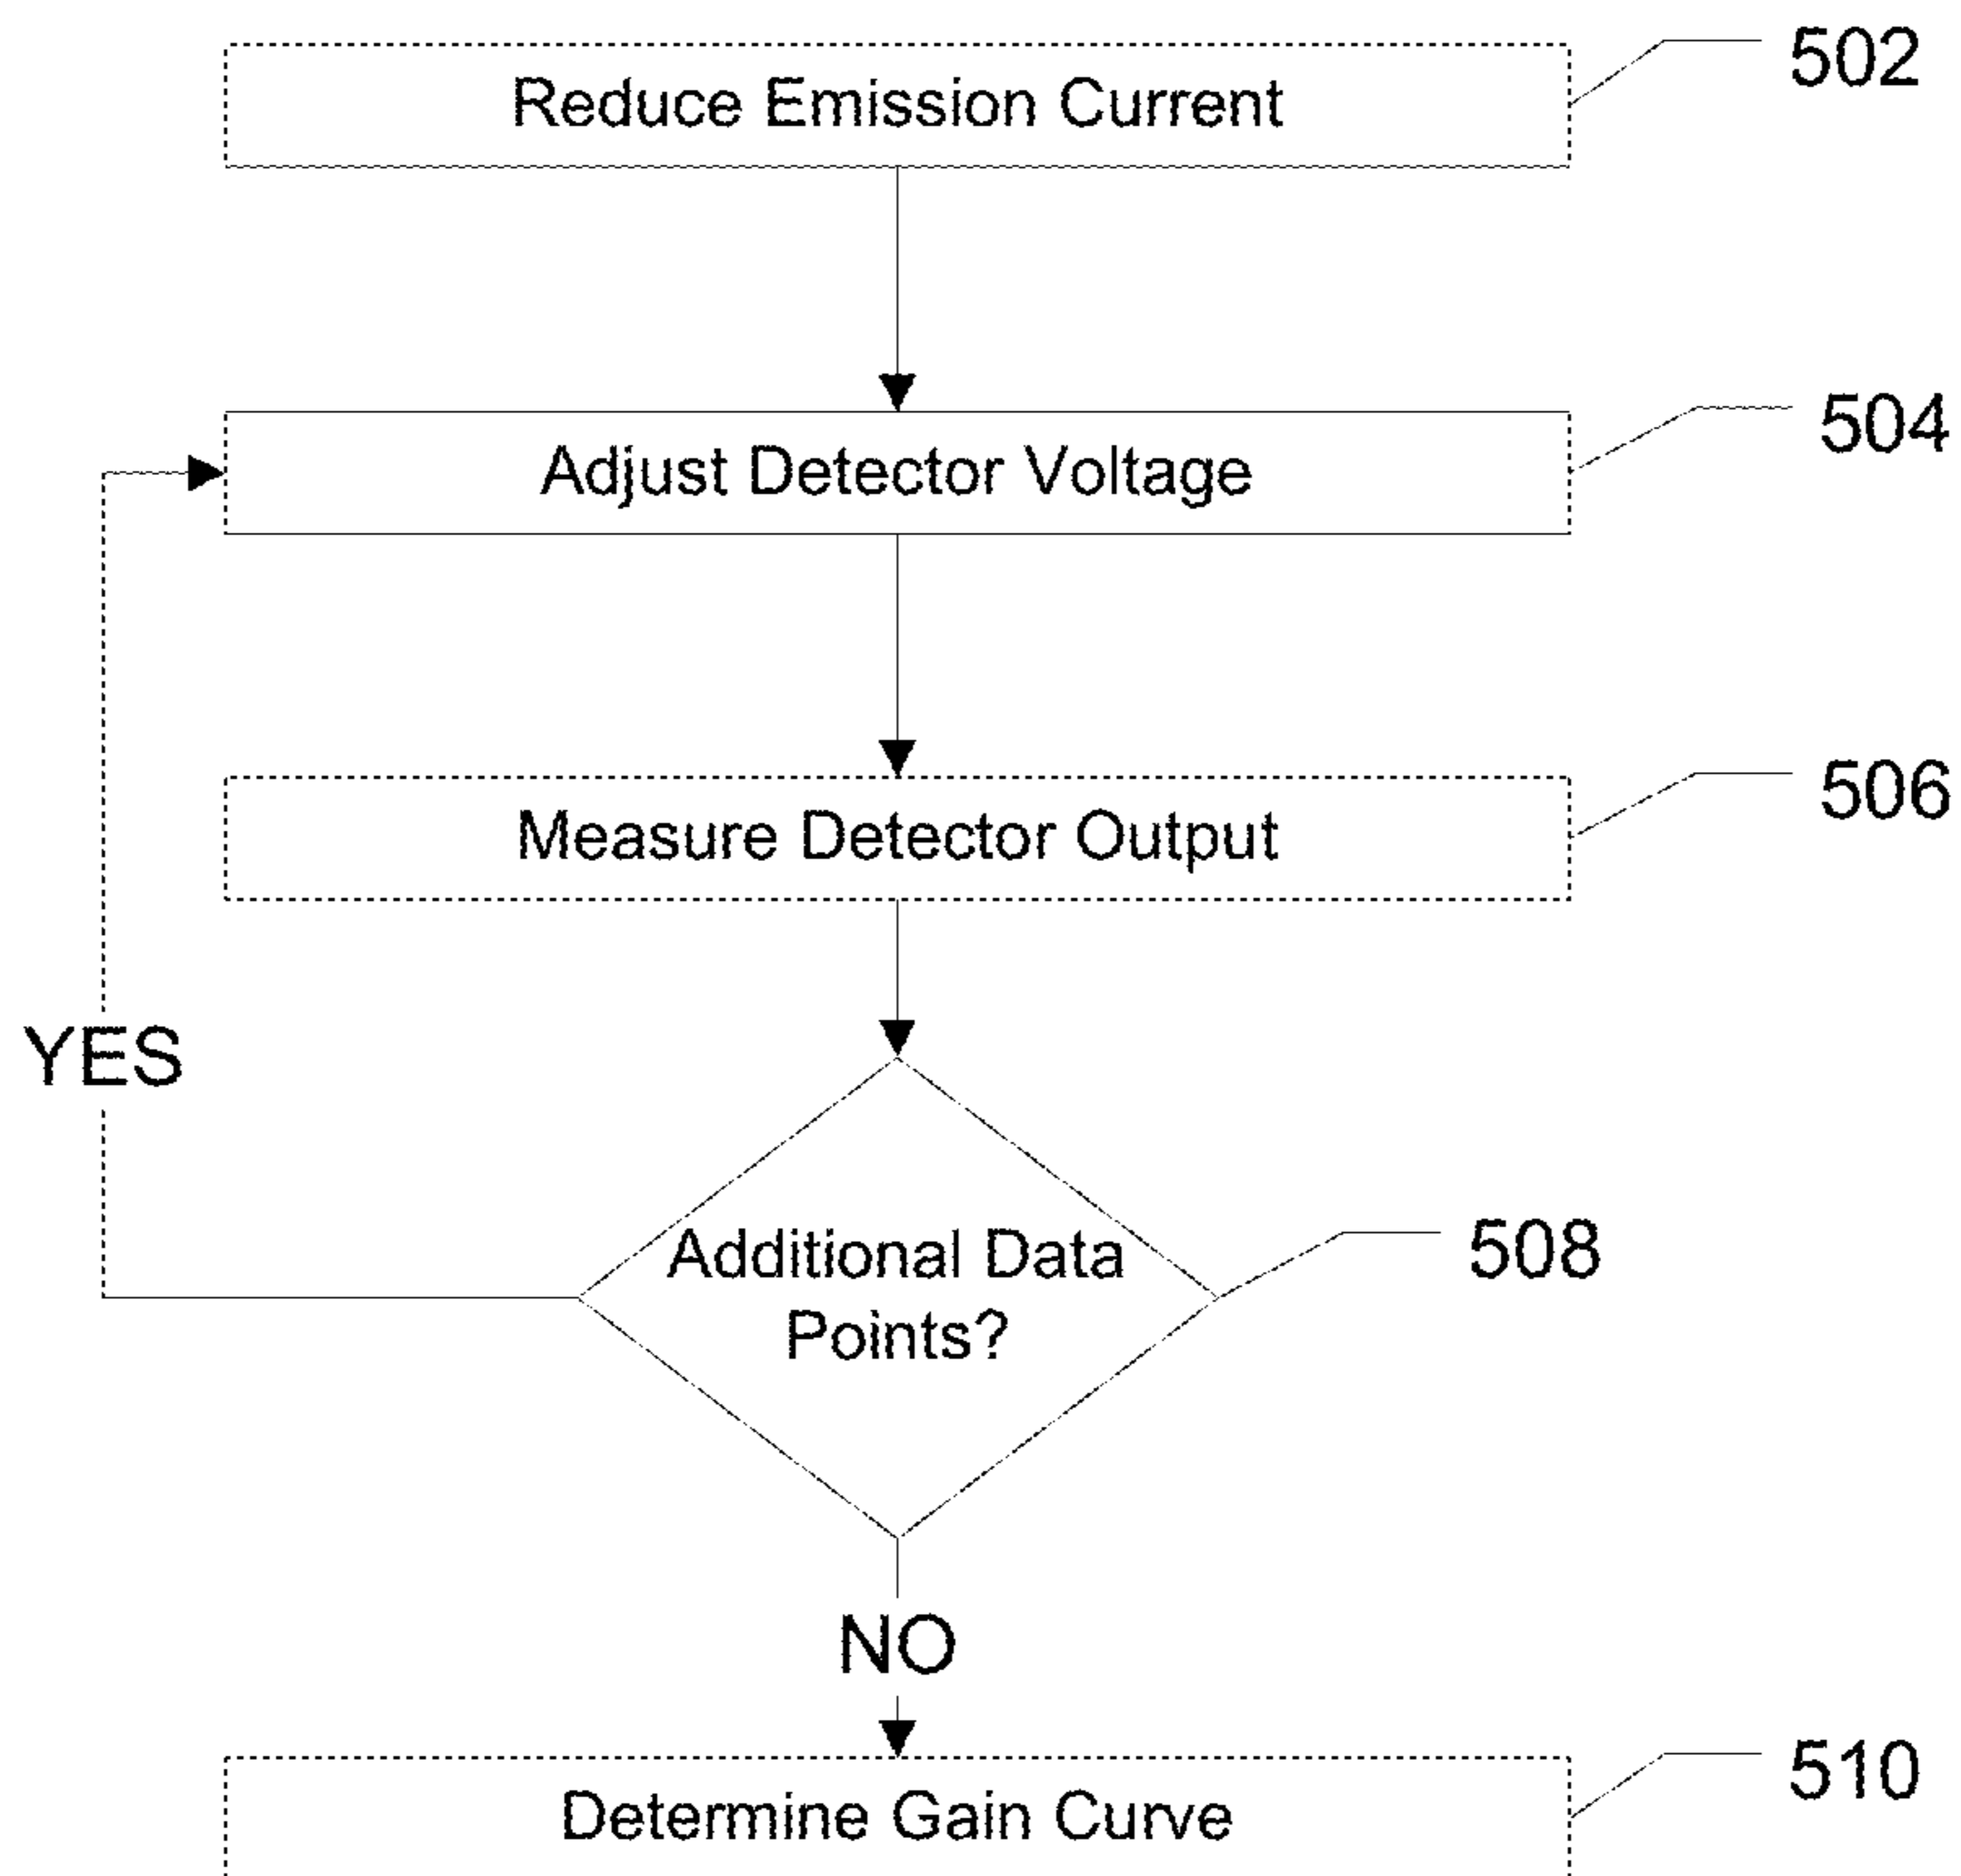 Reduce Emission Current
502
Adjust Detector Voltage
504
Measure Detector Output
506
YES
Additional Data
Points?
508
NO
Determine Gain Curve
510